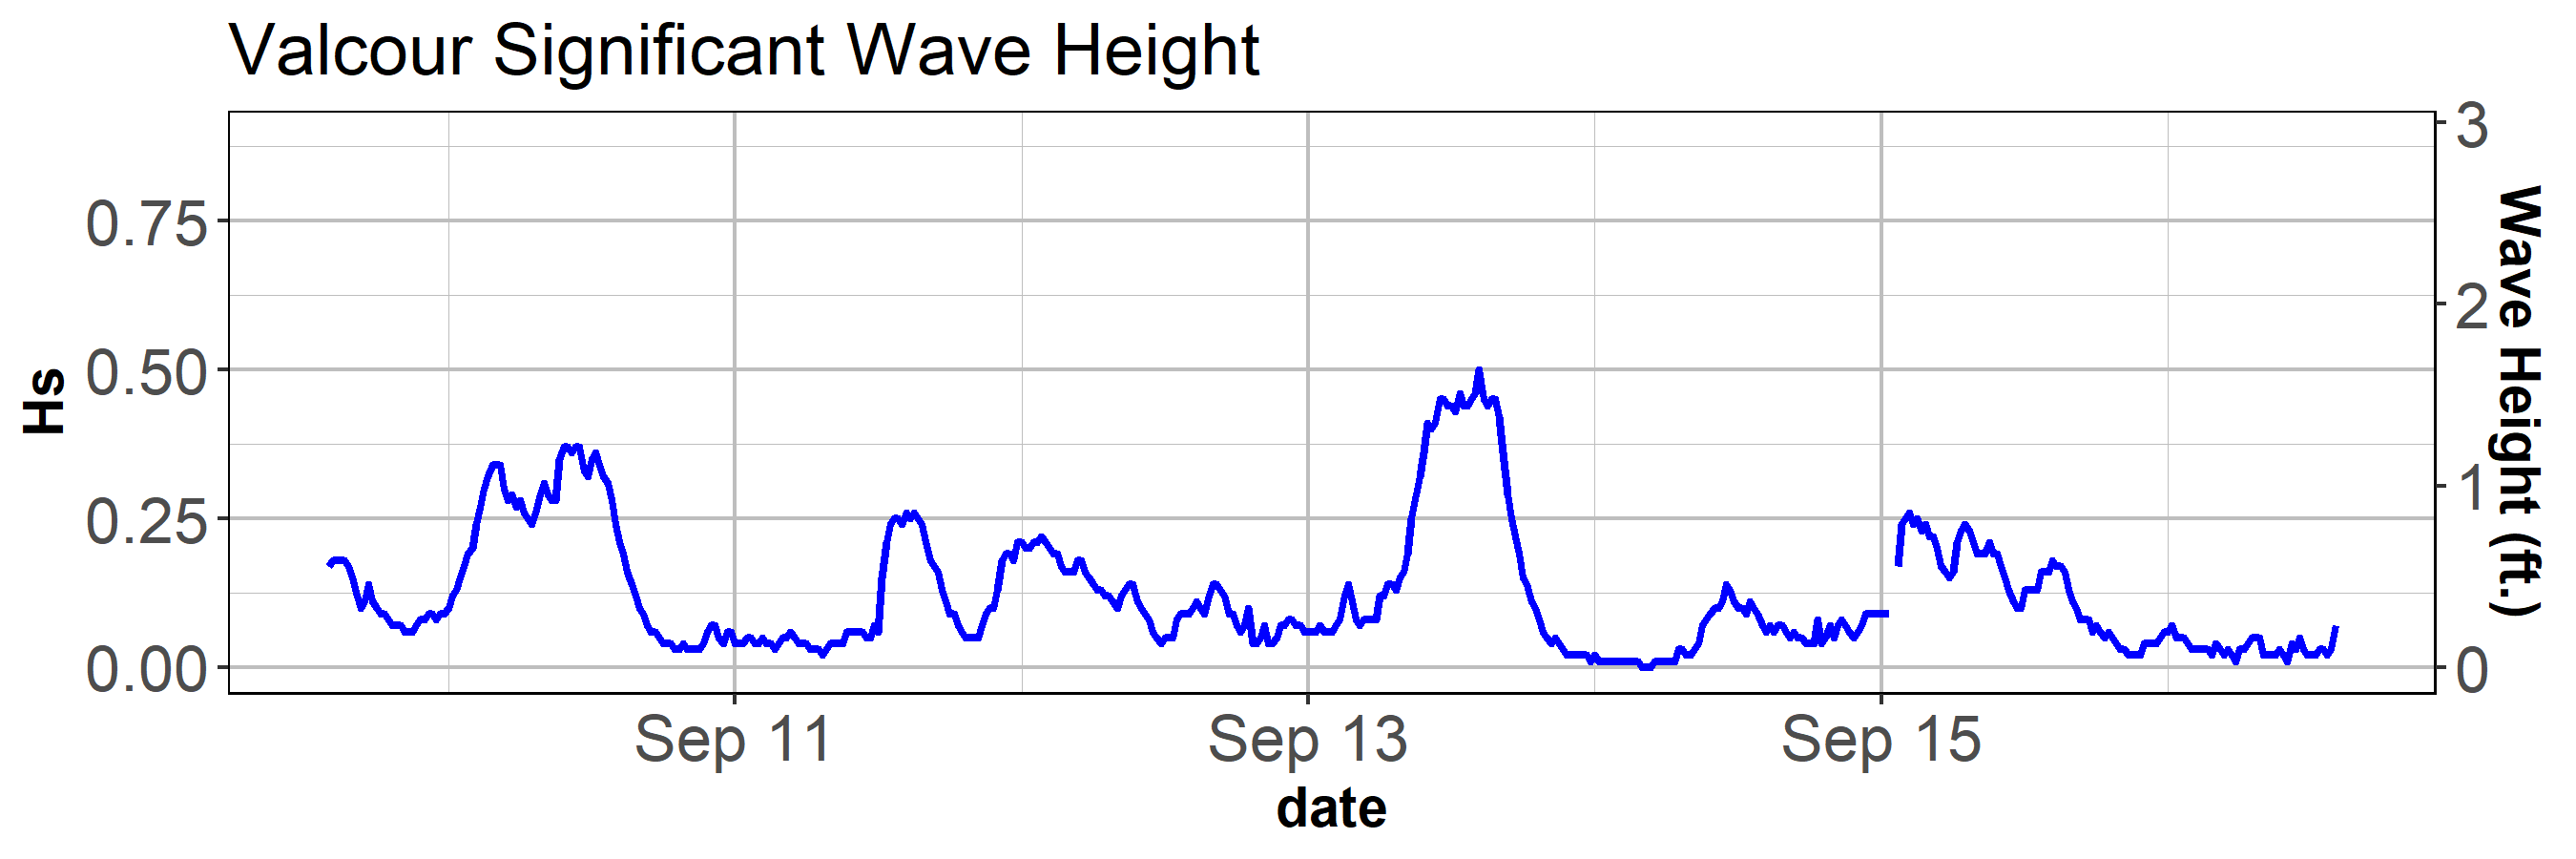 Valcour Significant Wave Height
Hs
0.75
0.50
0.25
0.00
3
2
1
0
Wave Height (ft.)
Sep 11
Sep 13
Sep 15
date